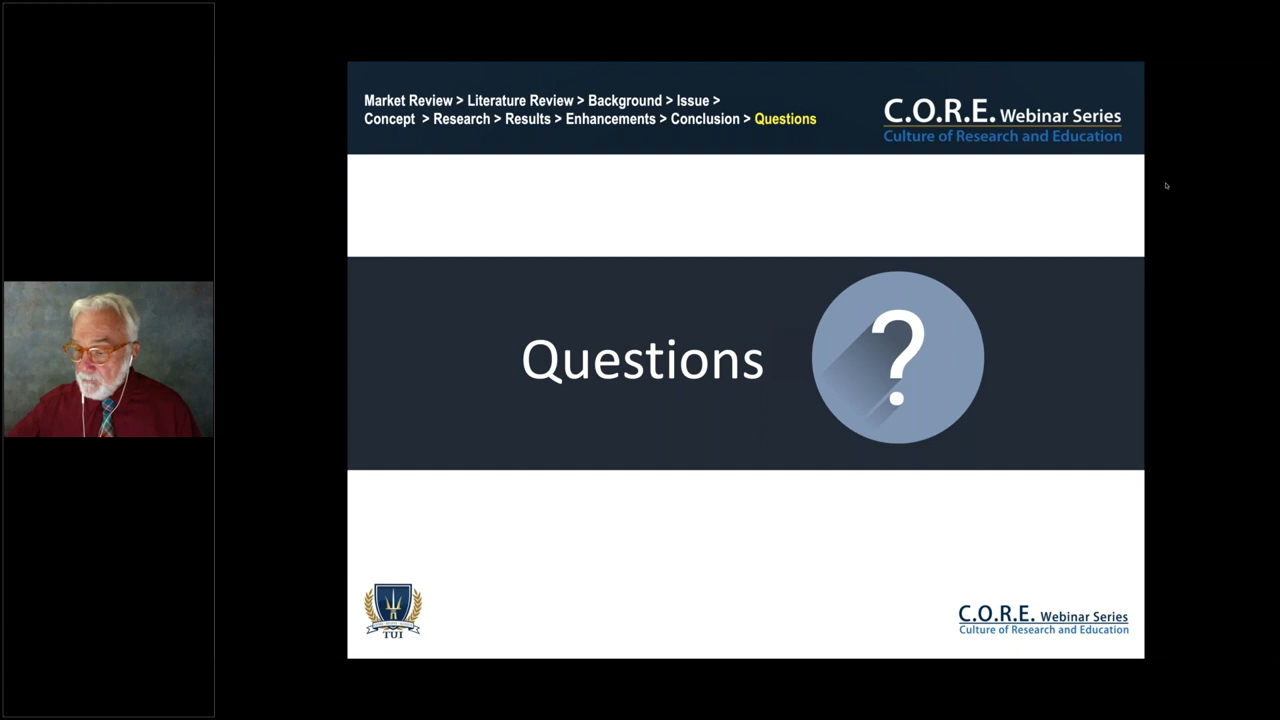 Market Review > Literature Review > Background > Issue >
Concept > Research > Results > Enhancements > Conclusion > Questions
C.O.R.E. Webinar Series
Culture of Research and Education
Questions
?
TUI
C.O.R.E. Webinar Series
Culture of Research and Education